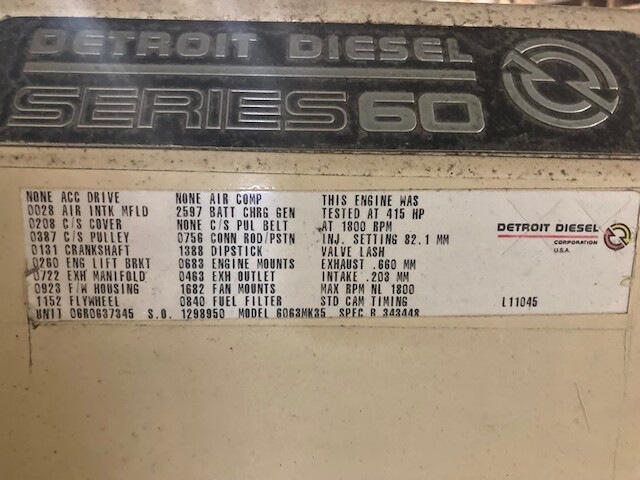 DETROIT DIESEL
SERIES 60
NONE ACC DRIVE NONE AIR COMP THIS ENGINE WAS
0028 AIR INTK MFLD 2597 BATT CHRG GEN TESTED AT 415 HP
0208 C/S COVER NONE C/S PUL BELT AT 1800 RPM
0387 C/S PULLEY 0756 CONN ROD/PSTN INJ. SETTING 82.1 MM
0131 CRANKSHAFT 1388 DIPSTICK VALVE LASH
0260 ENG LIFT BRKT 0683 ENGINE MOUNTS EXHAUST .660 MM
0722 EXH MANIFOLD 0463 EXH OUTLET INTAKE .203 MM
0923 F/W HOUSING 1682 FAN MOUNTS MAX RPM NL 1800
1152 FLYWHEEL 0840 FUEL FILTER STD CAM TIMING L11045
UNIT 06R0637345 S.O. 1298950 MODEL 6063MK35 SPEC R 343448
DETROIT DIESEL
CORPORATION
U.S.A.